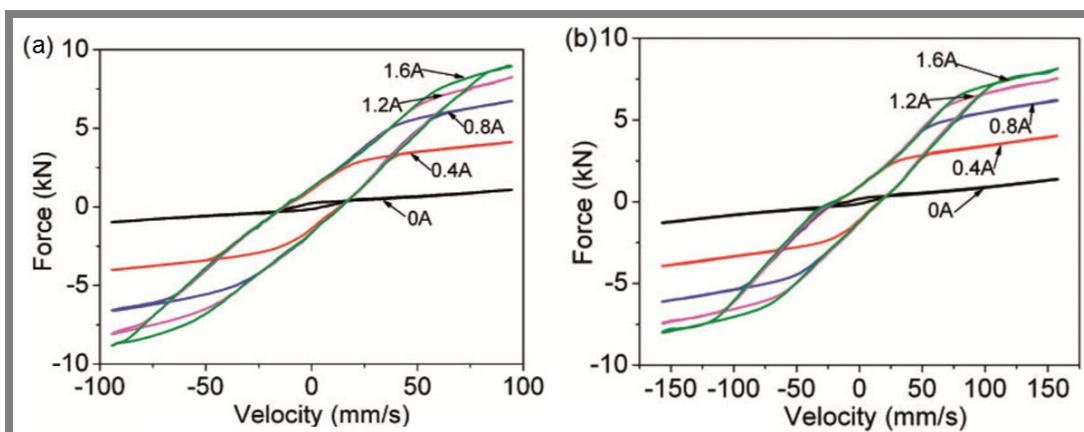 (a)
10
5
0
-5
-10
Force (kN)
1.6A
1.2A
0.8A
0.4A
0A
-100 -50 0 50 100
Velocity (mm/s)
(b)
10
5
0
-5
-10
Force (kN)
1.6A
1.2A
0.8A
0.4A
0A
-150 -100 -50 0 50 100 150
Velocity (mm/s)